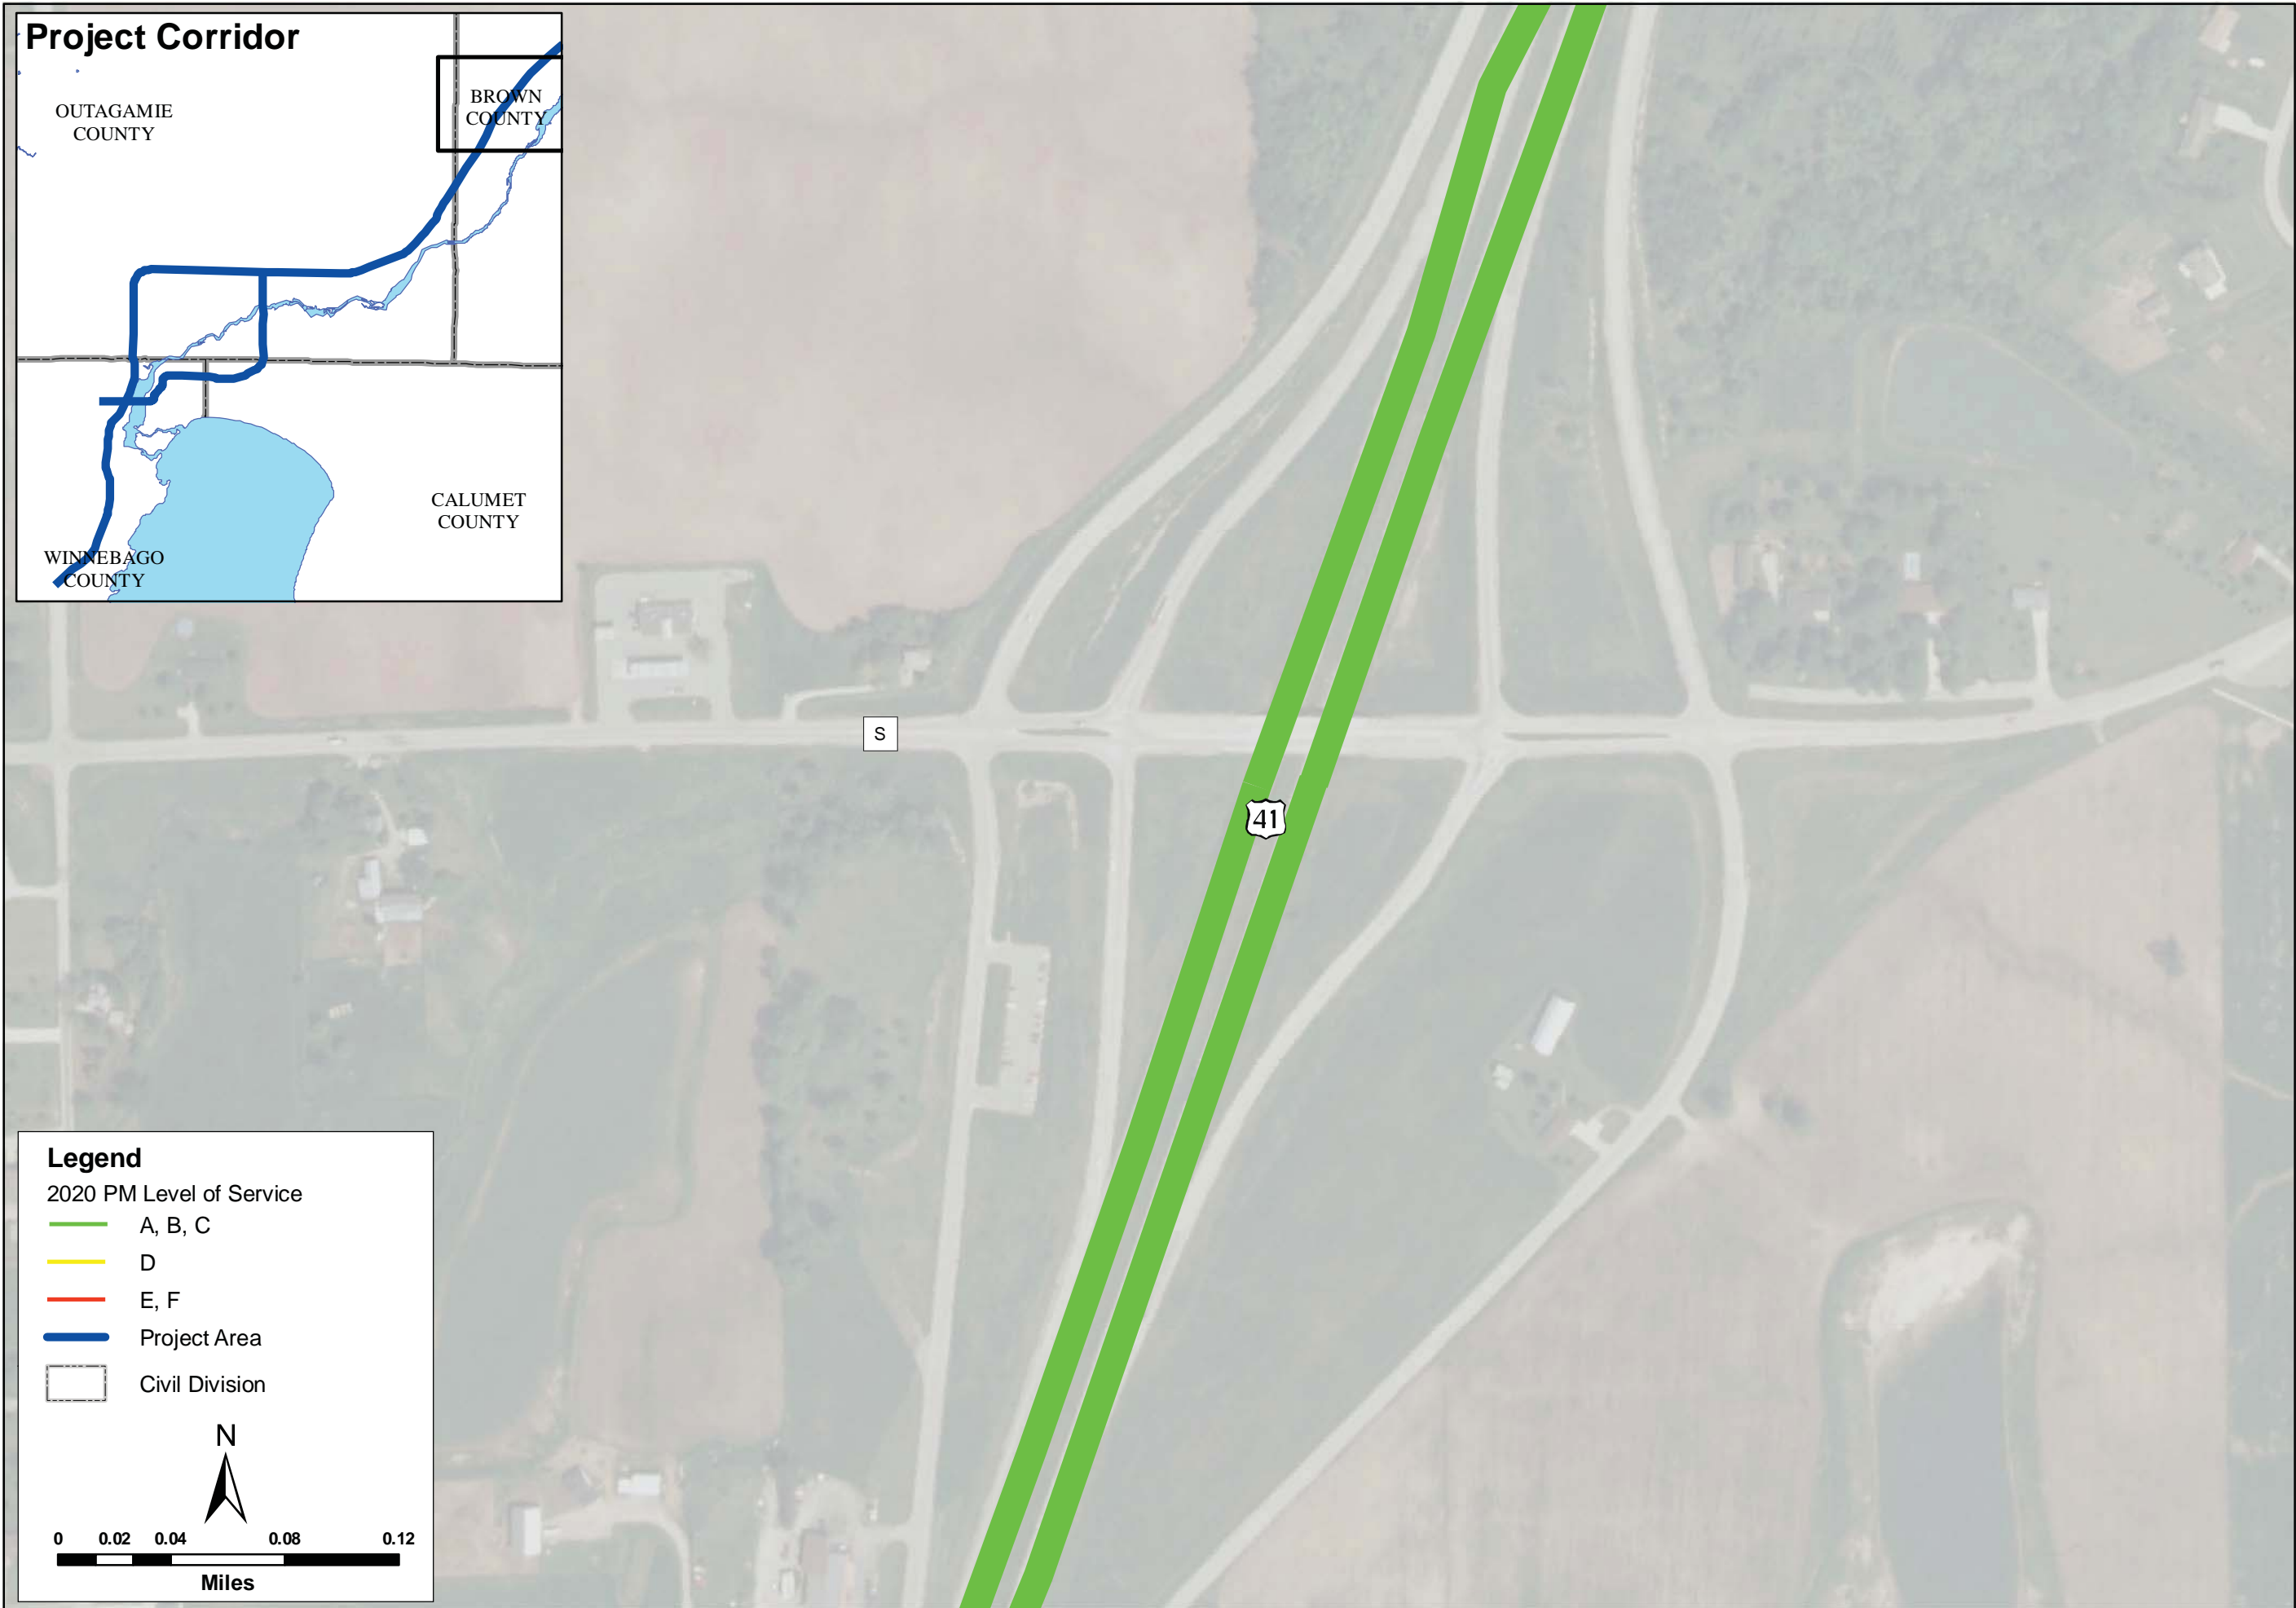 Project Corridor
OUTAGAMIE
COUNTY
BROWN
COUNTY
CALUMET
COUNTY
WINNEBAGO
COUNTY
S
41
Legend
2020 PM Level of Service
A, B, C
D
E, F
Project Area
Civil Division
N
0 0.02 0.04 0.08 0.12
Miles